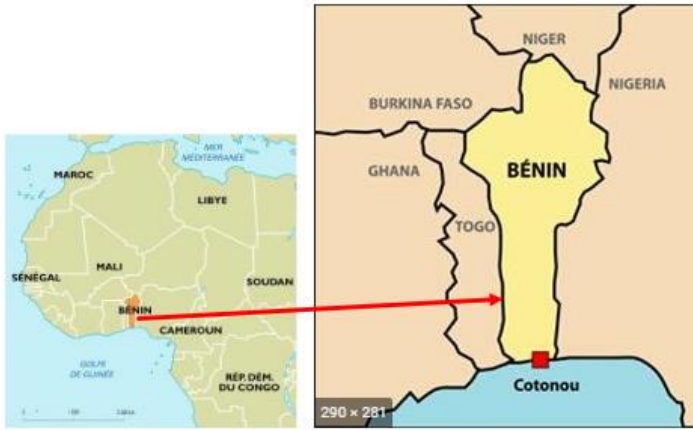 MER
MÉDITERRANÉE
MAROC
LIBYE
MALI
SÉNÉGAL
SOUDAN
BÉNIN
CAMEROUN
GOLFE
DE GUINÉE
RÉP. DÉM.
DU CONGO
NIGER
NIGERIA
BURKINA FASO
GHANA
BÉNIN
TOGO
Cotonou
290 × 281